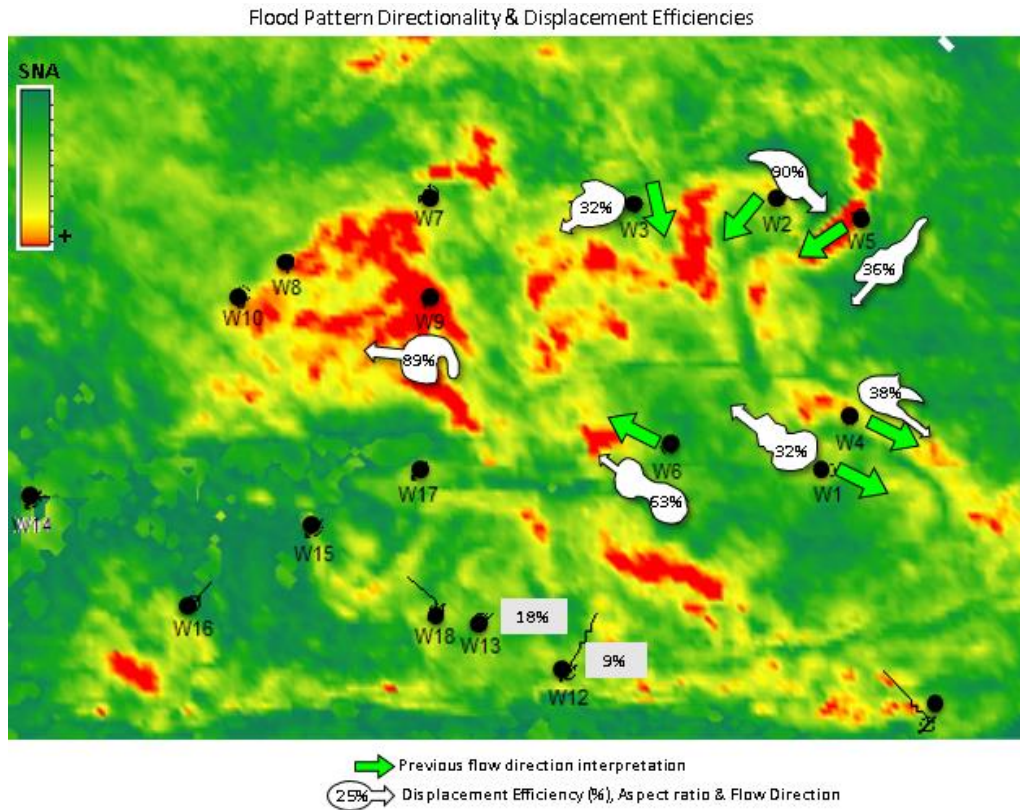 Flood Pattern Directionality & Displacement Efficiencies
SNA
+
90%
W7
32%
W3
W2
W5
W8
36%
W10
W9
89%
38%
W4
32%
W6
W1
W17
63%
W14
W15
W16
18%
W18
W13
9%
W12
Previous flow direction interpretation
25% Displacement Efficiency (%), Aspect ratio & Flow Direction